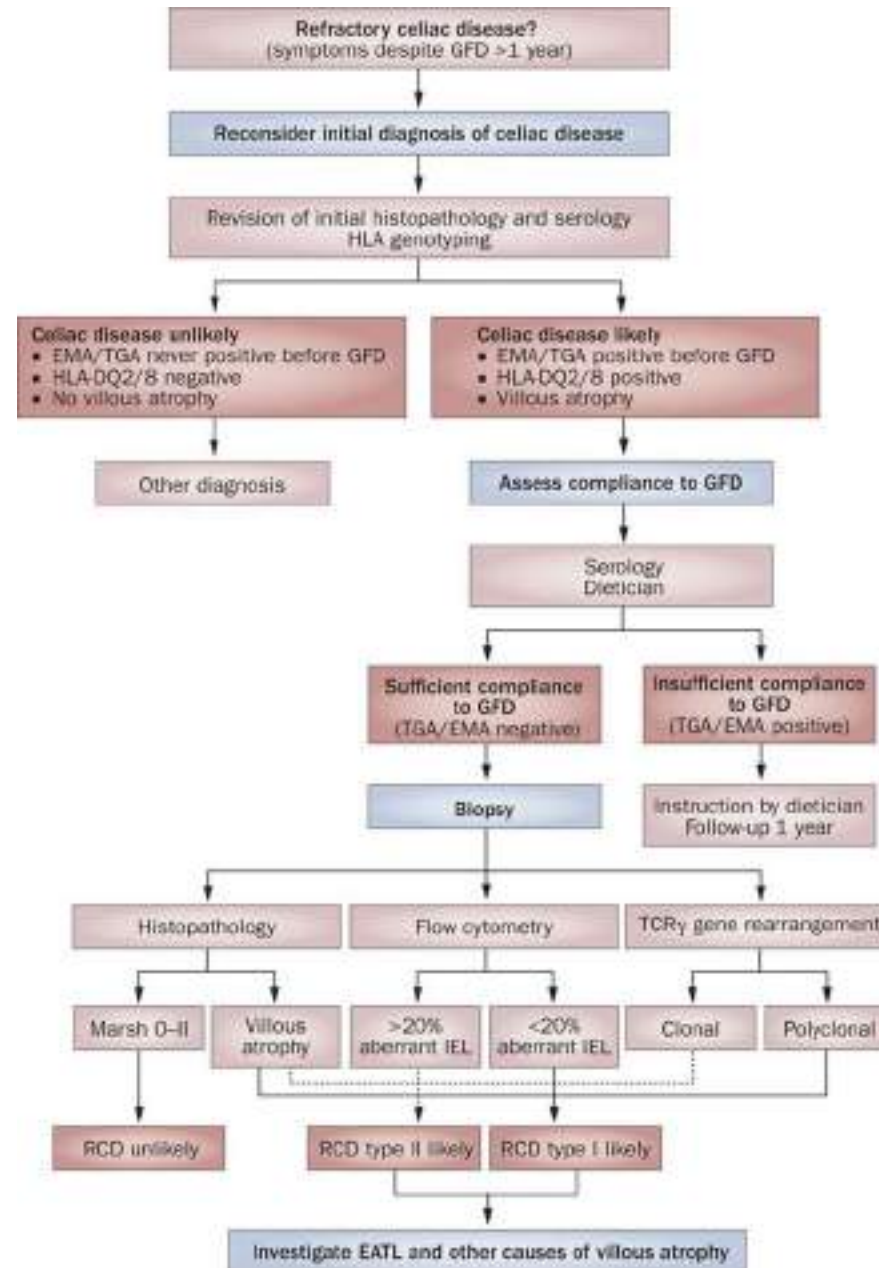 Refractory celiac disease?
(symptoms despite GFD >1 year)
Reconsider initial diagnosis of celiac disease
Revision of initial histopathology and serology
HLA genotyping
Celiac disease unlikely
▪ EMA/TGA never positive before GFD
▪ HLA-DQ2/8 negative
▪ No villous atrophy
Celiac disease likely
▪ EMA/TGA positive before GFD
▪ HLA-DQ2/8 positive
▪ Villous atrophy
Other diagnosis
Assess compliance to GFD
Serology
Dietician
Sufficient compliance
to GFD
(TGA/EMA negative)
Insufficient compliance
to GFD
(TGA/EMA positive)
Biopsy
Instruction by dietician
Follow-up 1 year
Histopathology
Flow cytometry
TCRγ gene rearrangement
Marsh 0–II
Villous
atrophy
>20%
aberrant IEL
<20%
aberrant IEL
Clonal
Polyclonal
RCD unlikely
RCD type II likely
RCD type I likely
Investigate EATL and other causes of villous atrophy